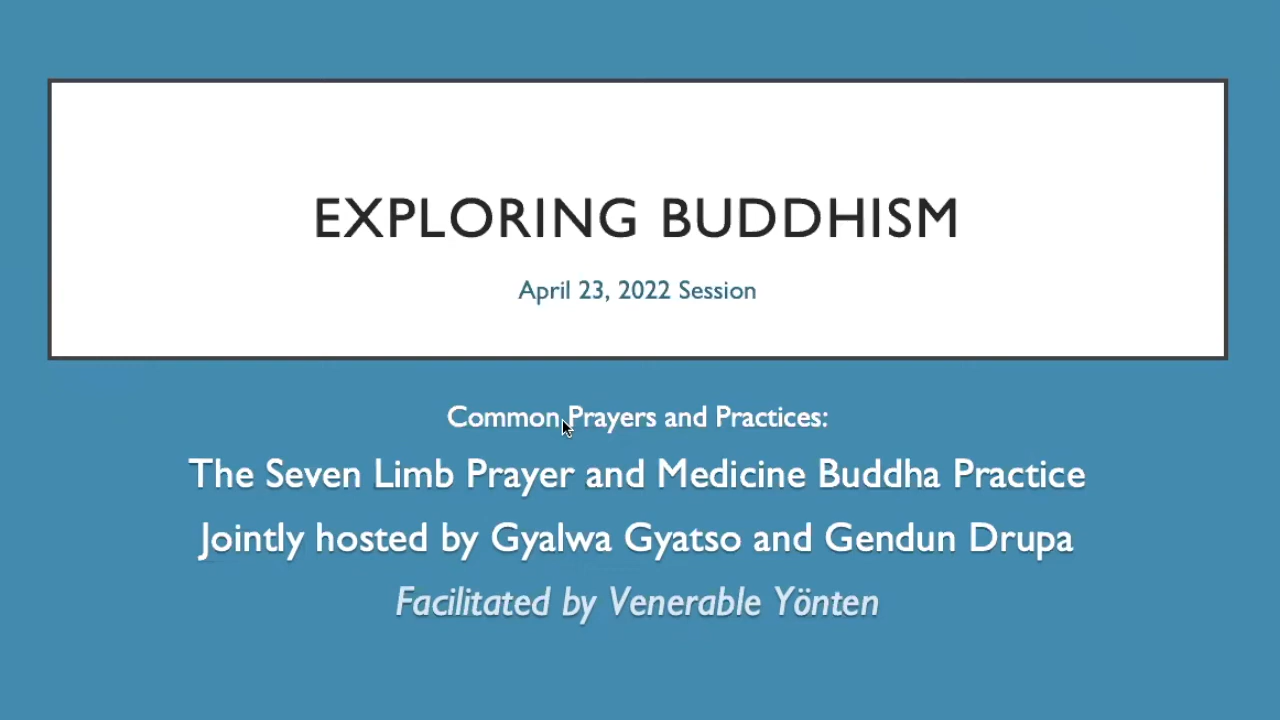 EXPLORING BUDDHISM
April 23, 2022 Session
Common Prayers and Practices:
The Seven Limb Prayer and Medicine Buddha Practice
Jointly hosted by Gyalwa Gyatso and Gendun Drupa
Facilitated by Venerable Yönten